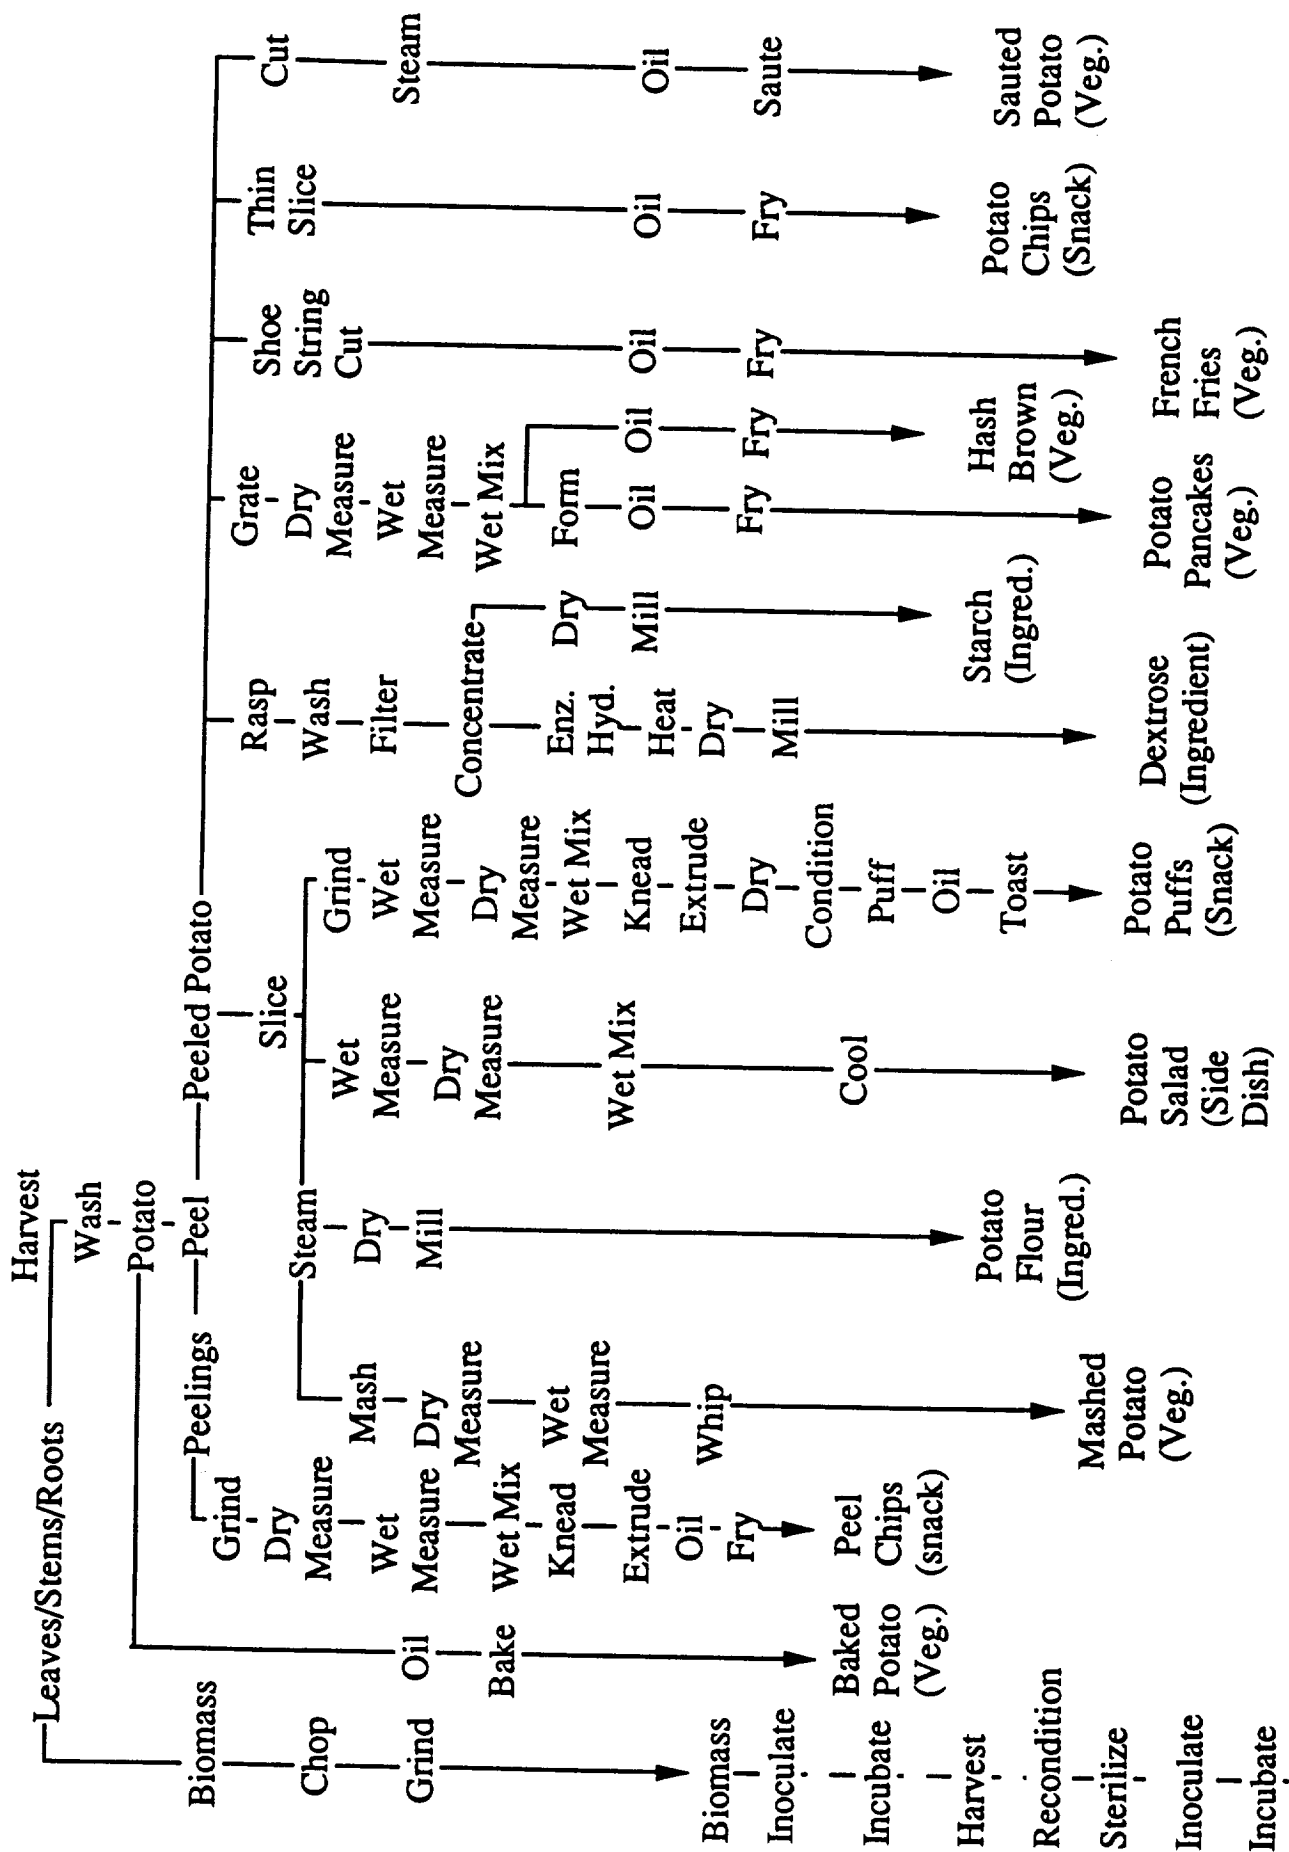 Harvest
Leaves/Stems/Roots
Wash
Potato
Peelings
Peel
Peeled Potato
Biomass
Chop
Grind
Biomass
Inoculate
Incubate
Harvest
Recondition
Sterilize
Inoculate
Incubate
Oil
Bake
Baked
Potato
(Veg.)
Grind
Dry
Measure
Wet
Measure
Wet Mix
Knead
Extrude
Oil
Fry
Peel
Chips
(snack)
Slice
Steam
Mash
Dry
Measure
Wet
Measure
Whip
Mashed
Potato
(Veg.)
Dry
Mill
Potato
Flour
(Ingred.)
Wet
Measure
Dry
Measure
Wet Mix
Cool
Potato
Salad
(Side
Dish)
Grind
Wet
Measure
Dry
Measure
Wet Mix
Knead
Extrude
Dry
Condition
Puff
Oil
Toast
Potato
Puffs
(Snack)
Rasp
Wash
Filter
Concentrate
Enz.
Hyd.
Heat
Dry
Mill
Dextrose
(Ingredient)
Dry
Mill
Starch
(Ingred.)
Grate
Dry
Measure
Wet
Measure
Wet Mix
Form
Oil
Fry
Potato
Pancakes
(Veg.)
Oil
Fry
Hash
Brown
(Veg.)
Shoe
String
Cut
Oil
Fry
French
Fries
(Veg.)
Thin
Slice
Oil
Fry
Potato
Chips
(Snack)
Cut
Steam
Oil
Saute
Sauted
Potato
(Veg.)